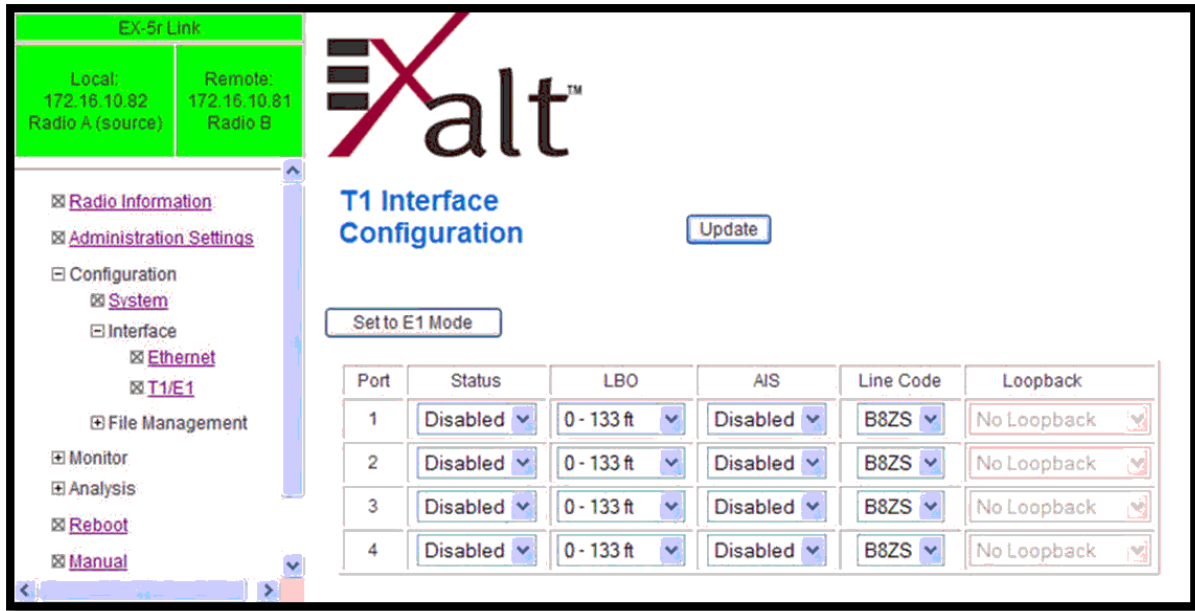 EX-5r Link
Local:
172.16.10.82
Radio A (source)
Remote:
172.16.10.81
Radio B
Radio Information
Administration Settings
Configuration
System
Interface
Ethernet
T1/E1
File Management
Monitor
Analysis
Reboot
Manual
EXalt™
T1 Interface
Configuration
Update
Set to E1 Mode
Port Status LBO AIS Line Code Loopback
1 Disabled 0 - 133 ft Disabled B8ZS No Loopback
2 Disabled 0 - 133 ft Disabled B8ZS No Loopback
3 Disabled 0 - 133 ft Disabled B8ZS No Loopback
4 Disabled 0 - 133 ft Disabled B8ZS No Loopback